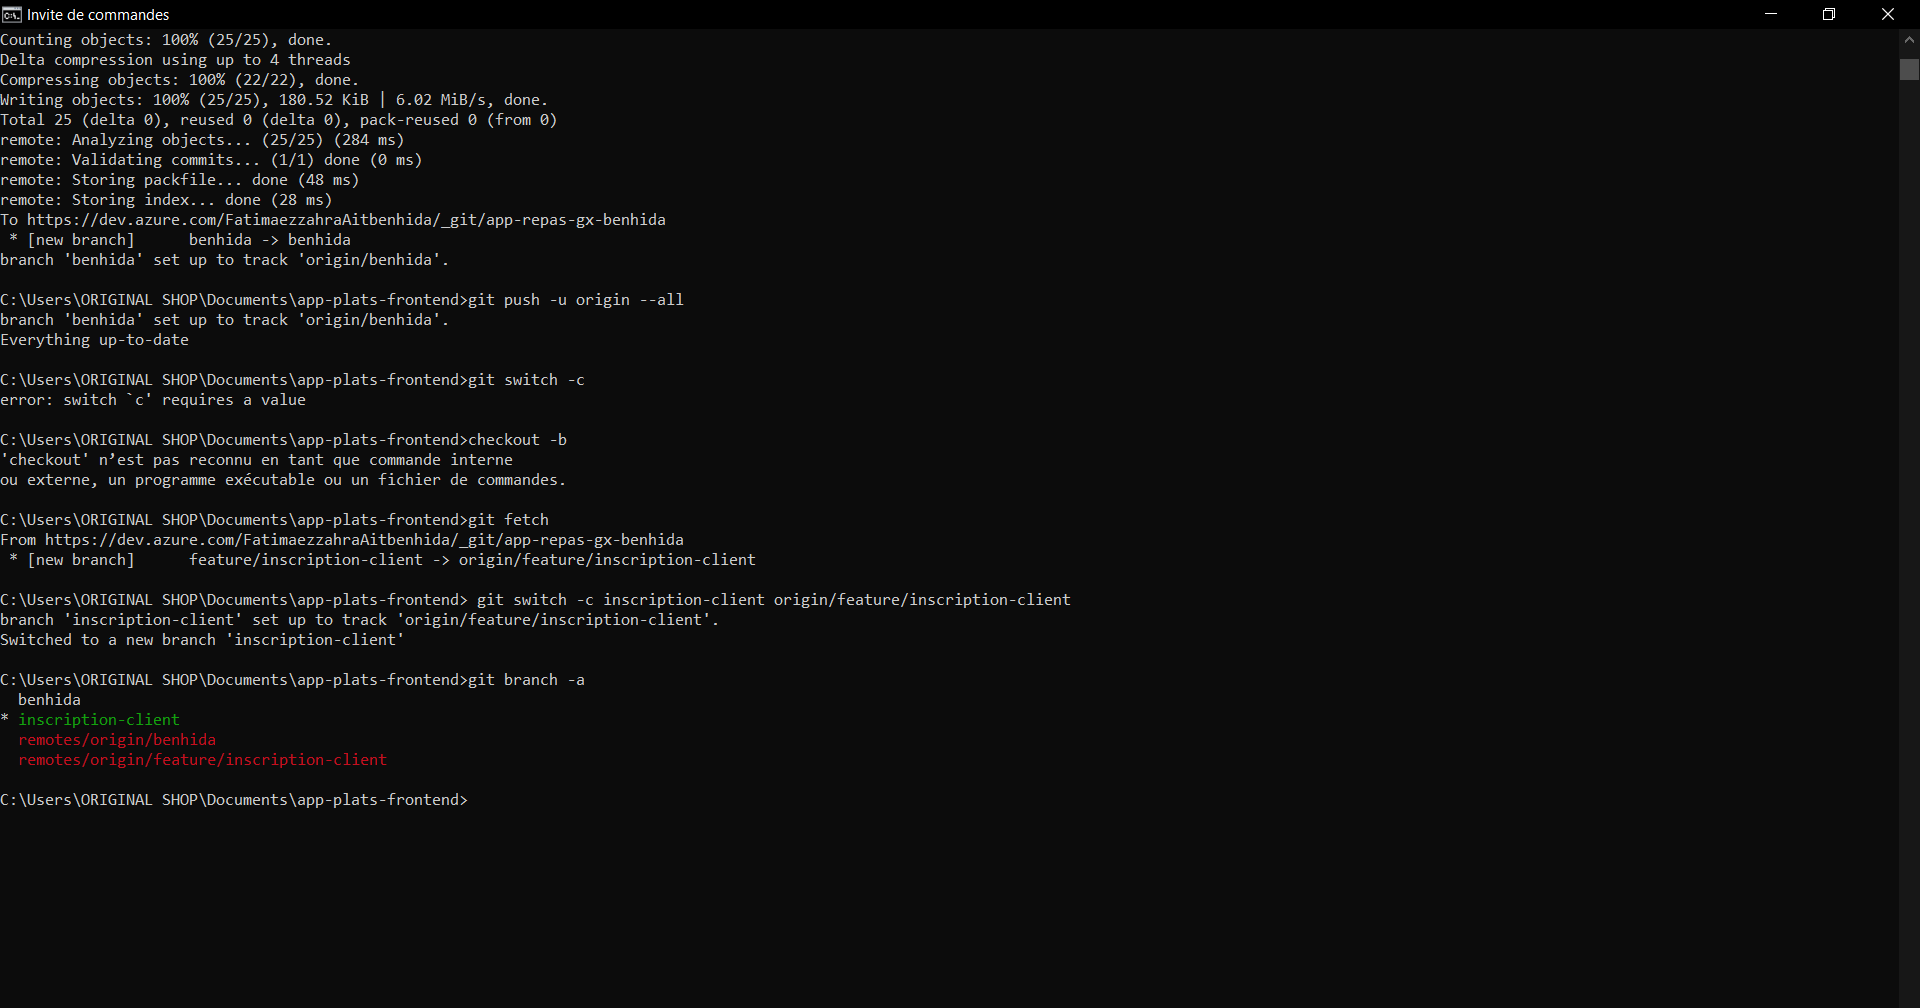 Invite de commandes
Counting objects: 100% (25/25), done.
Delta compression using up to 4 threads
Compressing objects: 100% (22/22), done.
Writing objects: 100% (25/25), 180.52 KiB | 6.02 MiB/s, done.
Total 25 (delta 0), reused 0 (delta 0), pack-reused 0 (from 0)
remote: Analyzing objects... (25/25) (284 ms)
remote: Validating commits... (1/1) done (0 ms)
remote: Storing packfile... done (48 ms)
remote: Storing index... done (28 ms)
To https://dev.azure.com/FatimaezzahraAitbenhida/_git/app-repas-gx-benhida
 * [new branch]      benhida -> benhida
branch 'benhida' set up to track 'origin/benhida'.

C:\Users\ORIGINAL SHOP\Documents\app-plats-frontend>git push -u origin --all
branch 'benhida' set up to track 'origin/benhida'.
Everything up-to-date

C:\Users\ORIGINAL SHOP\Documents\app-plats-frontend>git switch -c
error: switch `c' requires a value

C:\Users\ORIGINAL SHOP\Documents\app-plats-frontend>checkout -b
'checkout' n’est pas reconnu en tant que commande interne
ou externe, un programme exécutable ou un fichier de commandes.

C:\Users\ORIGINAL SHOP\Documents\app-plats-frontend>git fetch
From https://dev.azure.com/FatimaezzahraAitbenhida/_git/app-repas-gx-benhida
 * [new branch]      feature/inscription-client -> origin/feature/inscription-client

C:\Users\ORIGINAL SHOP\Documents\app-plats-frontend> git switch -c inscription-client origin/feature/inscription-client
branch 'inscription-client' set up to track 'origin/feature/inscription-client'.
Switched to a new branch 'inscription-client'

C:\Users\ORIGINAL SHOP\Documents\app-plats-frontend>git branch -a
  benhida
* inscription-client
  remotes/origin/benhida
  remotes/origin/feature/inscription-client

C:\Users\ORIGINAL SHOP\Documents\app-plats-frontend>